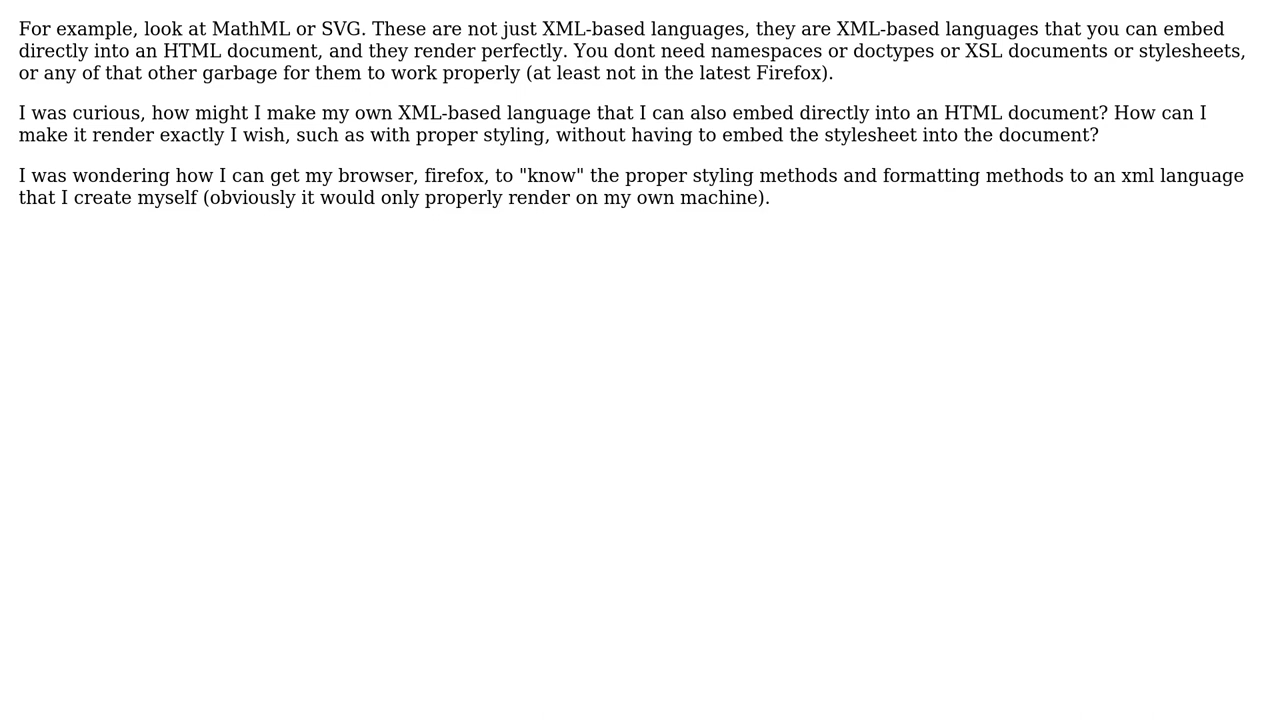 For example, look at MathML or SVG. These are not just XML-based languages, they are XML-based languages that you can embed
directly into an HTML document, and they render perfectly. You dont need namespaces or doctypes or XSL documents or stylesheets,
or any of that other garbage for them to work properly (at least not in the latest Firefox).
I was curious, how might I make my own XML-based language that I can also embed directly into an HTML document? How can I
make it render exactly I wish, such as with proper styling, without having to embed the stylesheet into the document?
I was wondering how I can get my browser, firefox, to "know" the proper styling methods and formatting methods to an xml language
that I create myself (obviously it would only properly render on my own machine).